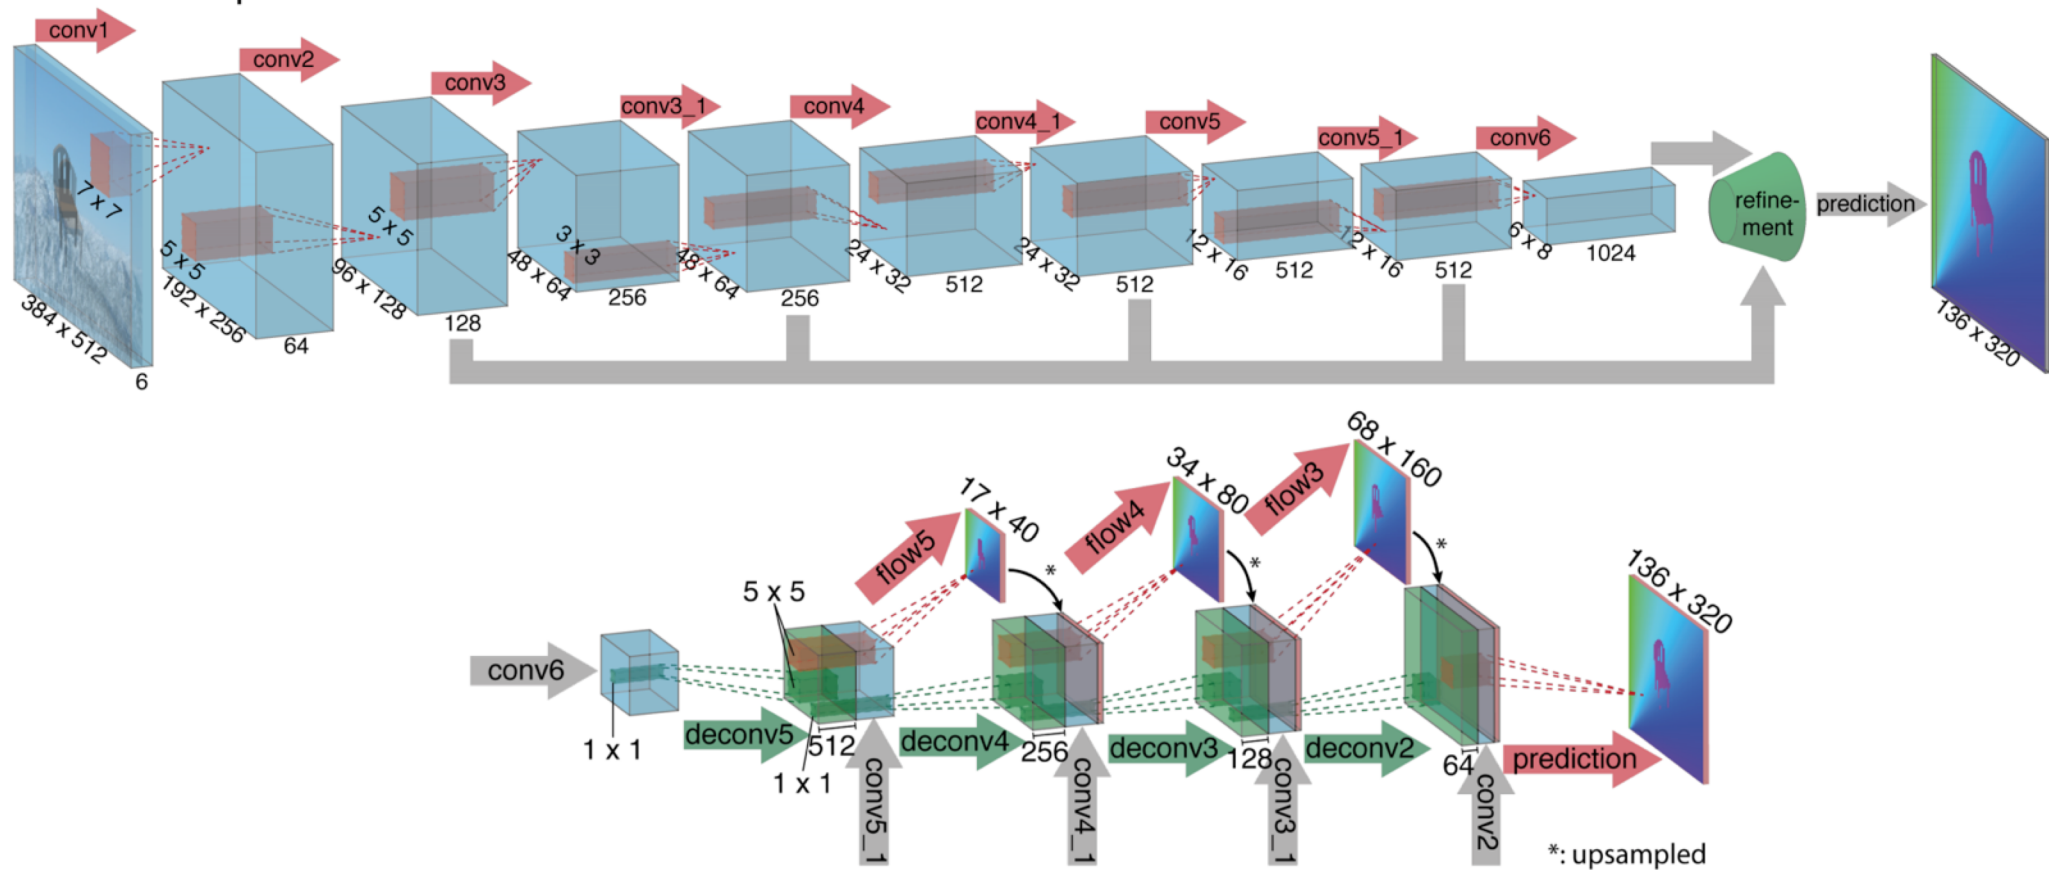 conv1
conv2
conv3
conv3_1
conv4
conv4_1
conv5
conv5_1
conv6
7 x 7
5 x 5
5 x 5
3 x 3
384 x 512
6
192 x 256
64
96 x 128
128
48 x 64
256
48 x 64
256
24 x 32
512
24 x 32
512
12 x 16
512
12 x 16
512
6 x 8
1024
refine-
ment
prediction
136 x 320
conv6
1 x 1
5 x 5
deconv5
512
1 x 1
conv5_1
flow5
17 x 40
*
deconv4
256
conv4_1
flow4
34 x 80
*
deconv3
128
conv3_1
flow3
68 x 160
*
deconv2
64
conv2
prediction
136 x 320
*: upsampled